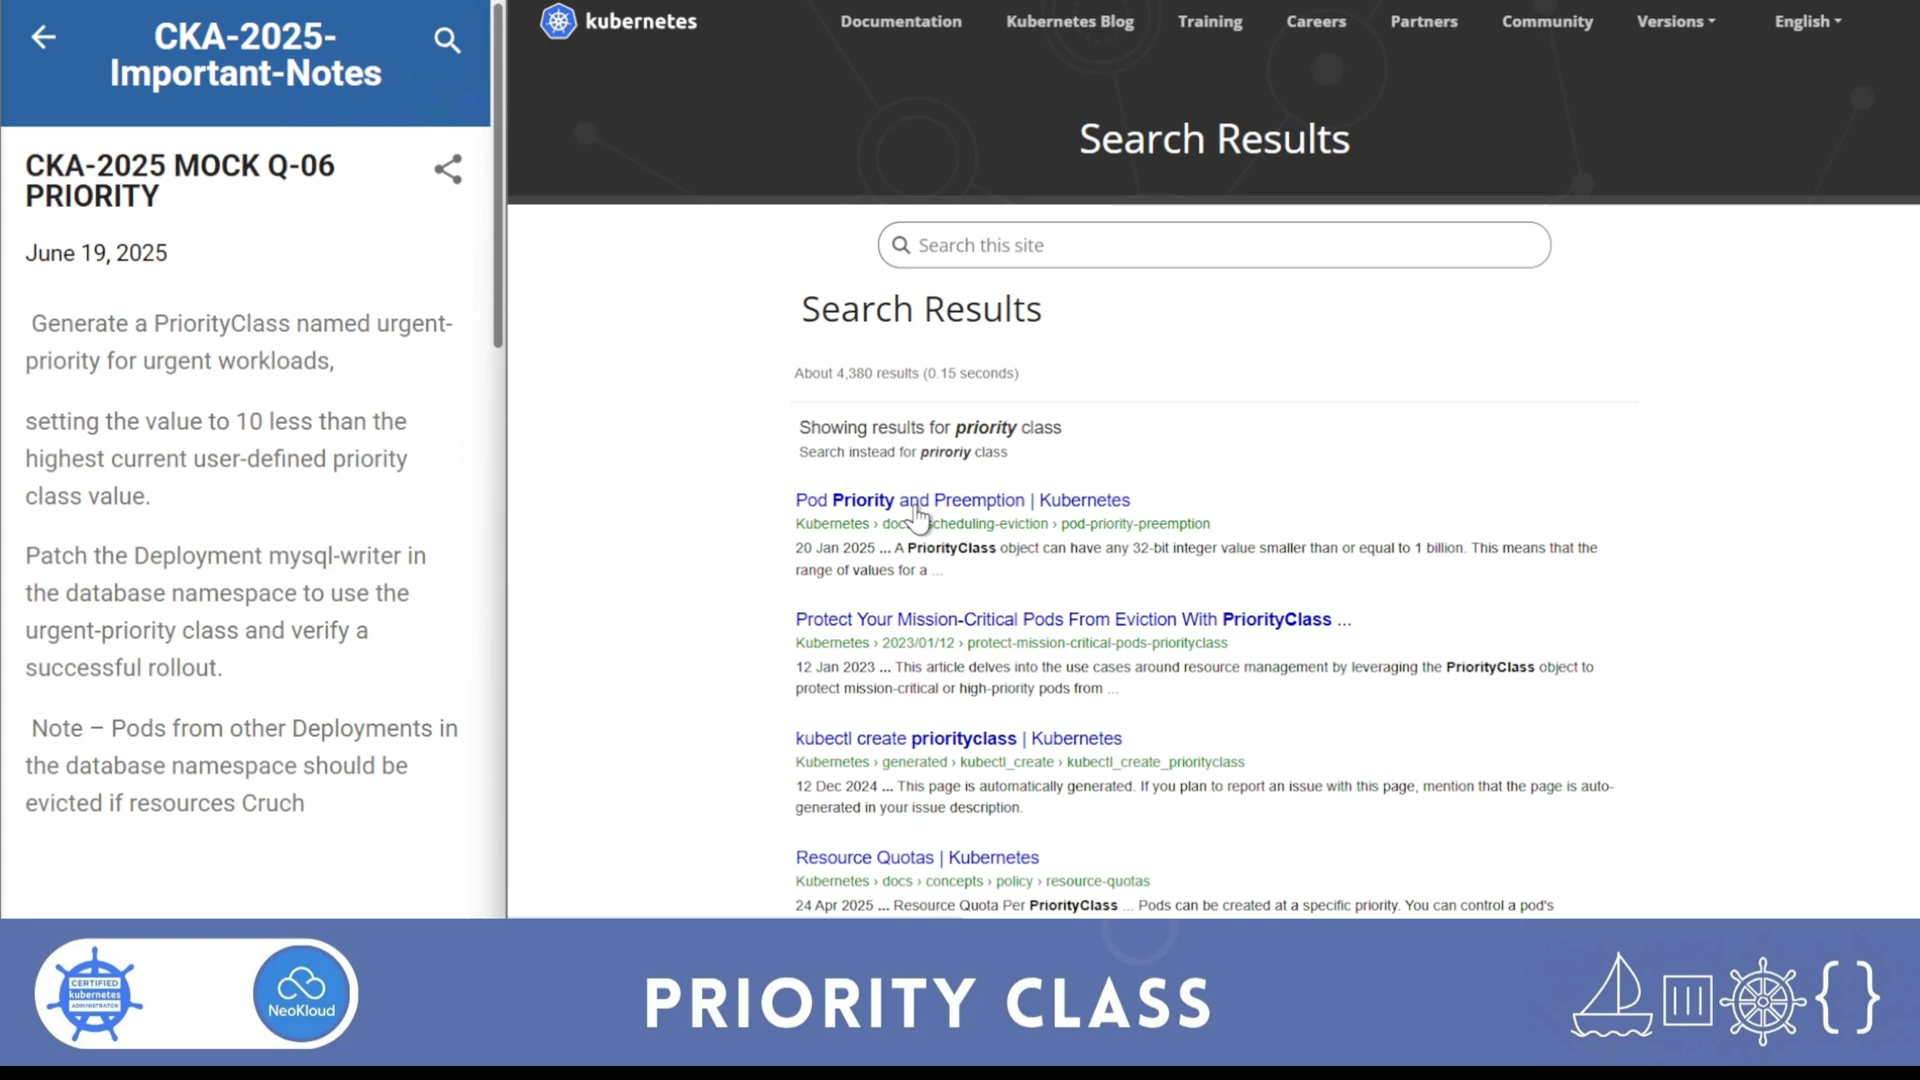 CKA-2025-
Important-Notes
CKA-2025 MOCK Q-06
PRIORITY
June 19, 2025
Generate a PriorityClass named urgent-
priority for urgent workloads,
setting the value to 10 less than the
highest current user-defined priority
class value.
Patch the Deployment mysql-writer in
the database namespace to use the
urgent-priority class and verify a
successful rollout.
Note – Pods from other Deployments in
the database namespace should be
evicted if resources Cruch
kubernetes
Documentation
Kubernetes Blog
Training
Careers
Partners
Community
Versions
English
Search Results
Search this site
Search Results
About 4,380 results (0.15 seconds)
Showing results for priority class
Search instead for priroriy class
Pod Priority and Preemption | Kubernetes
Kubernetes › doc scheduling-eviction › pod-priority-preemption
20 Jan 2025 ... A PriorityClass object can have any 32-bit integer value smaller than or equal to 1 billion. This means that the
range of values for a ...
Protect Your Mission-Critical Pods From Eviction With PriorityClass ...
Kubernetes › 2023/01/12 › protect-mission-critical-pods-priorityclass
12 Jan 2023 ... This article delves into the use cases around resource management by leveraging the PriorityClass object to
protect mission-critical or high-priority pods from ...
kubectl create priorityclass | Kubernetes
Kubernetes › generated › kubectl_create › kubectl_create_priorityclass
12 Dec 2024 ... This page is automatically generated. If you plan to report an issue with this page, mention that the page is auto-
generated in your issue description.
Resource Quotas | Kubernetes
Kubernetes › docs › concepts › policy › resource-quotas
24 Apr 2025 ... Resource Quota Per PriorityClass ... Pods can be created at a specific priority. You can control a pod's
CERTIFIED
kubernetes
ADMINISTRATOR
NeoKloud
PRIORITY CLASS